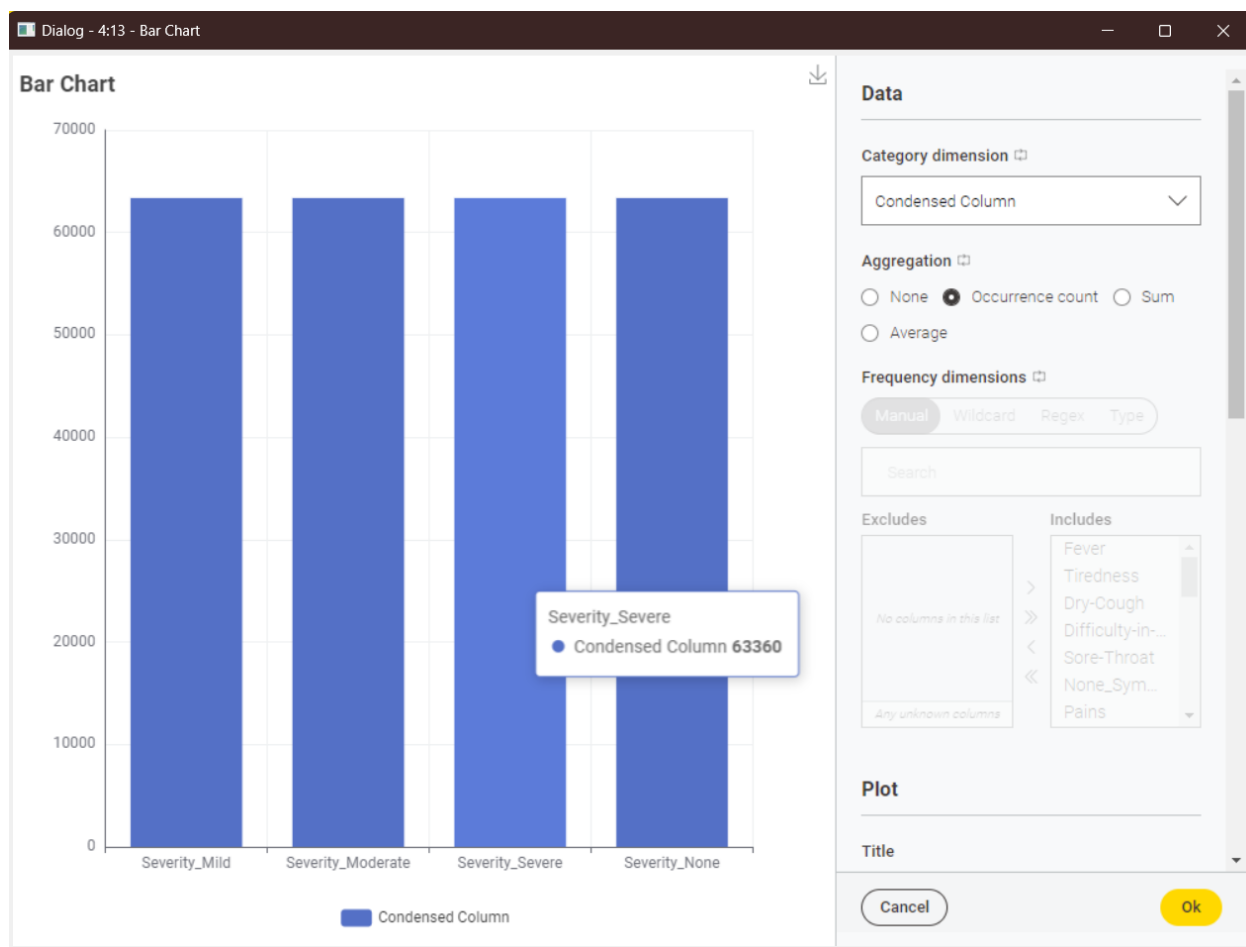 Dialog - 4:13 - Bar Chart
Bar Chart
70000
60000
50000
40000
30000
20000
10000
0
Severity_Mild Severity_Moderate Severity_Severe Severity_None
Severity_Severe
Condensed Column 63360
Condensed Column
Data
Category dimension
Condensed Column
Aggregation
None Occurrence count Sum
Average
Frequency dimensions
Manual Wildcard Regex Type
Search
Excludes Includes
No columns in this list
Any unknown columns
Fever
Tiredness
Dry-Cough
Difficulty-in-...
Sore-Throat
None_Sym...
Pains
Plot
Title
Cancel Ok